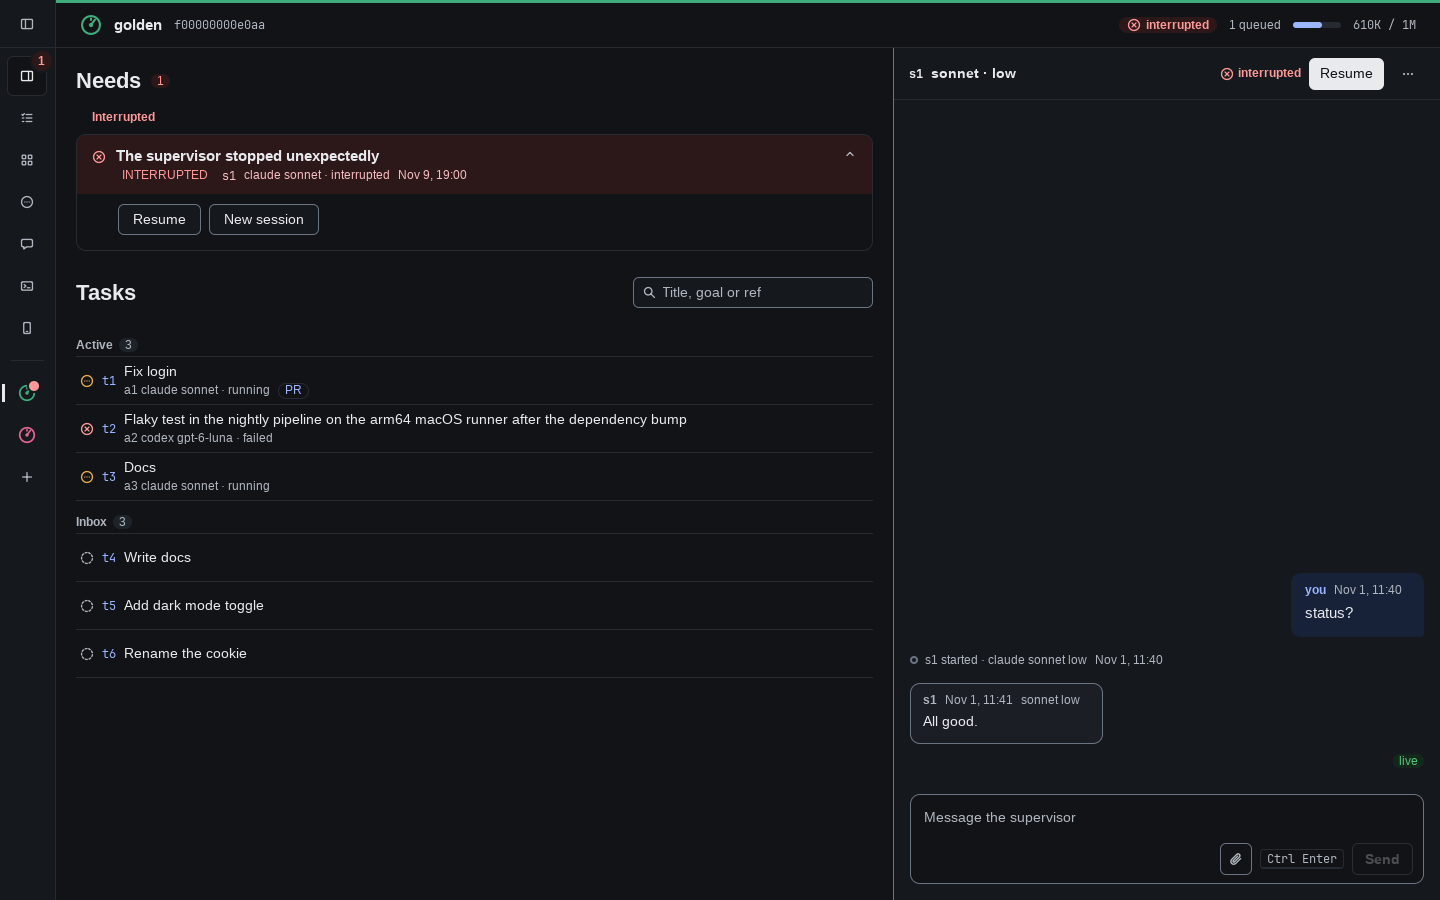 golden f00000000e0aa
interrupted 1 queued 610K / 1M
1
Needs 1
Interrupted
The supervisor stopped unexpectedly
INTERRUPTED s1 claude sonnet · interrupted Nov 9, 19:00
Resume New session
Tasks
Title, goal or ref
Active 3
t1 Fix login
a1 claude sonnet · running PR
t2 Flaky test in the nightly pipeline on the arm64 macOS runner after the dependency bump
a2 codex gpt-6-luna · failed
t3 Docs
a3 claude sonnet · running
Inbox 3
t4 Write docs
t5 Add dark mode toggle
t6 Rename the cookie
s1 sonnet · low
interrupted Resume
you Nov 1, 11:40
status?
s1 started · claude sonnet low Nov 1, 11:40
s1 Nov 1, 11:41 sonnet low
All good.
live
Message the supervisor
Ctrl Enter Send